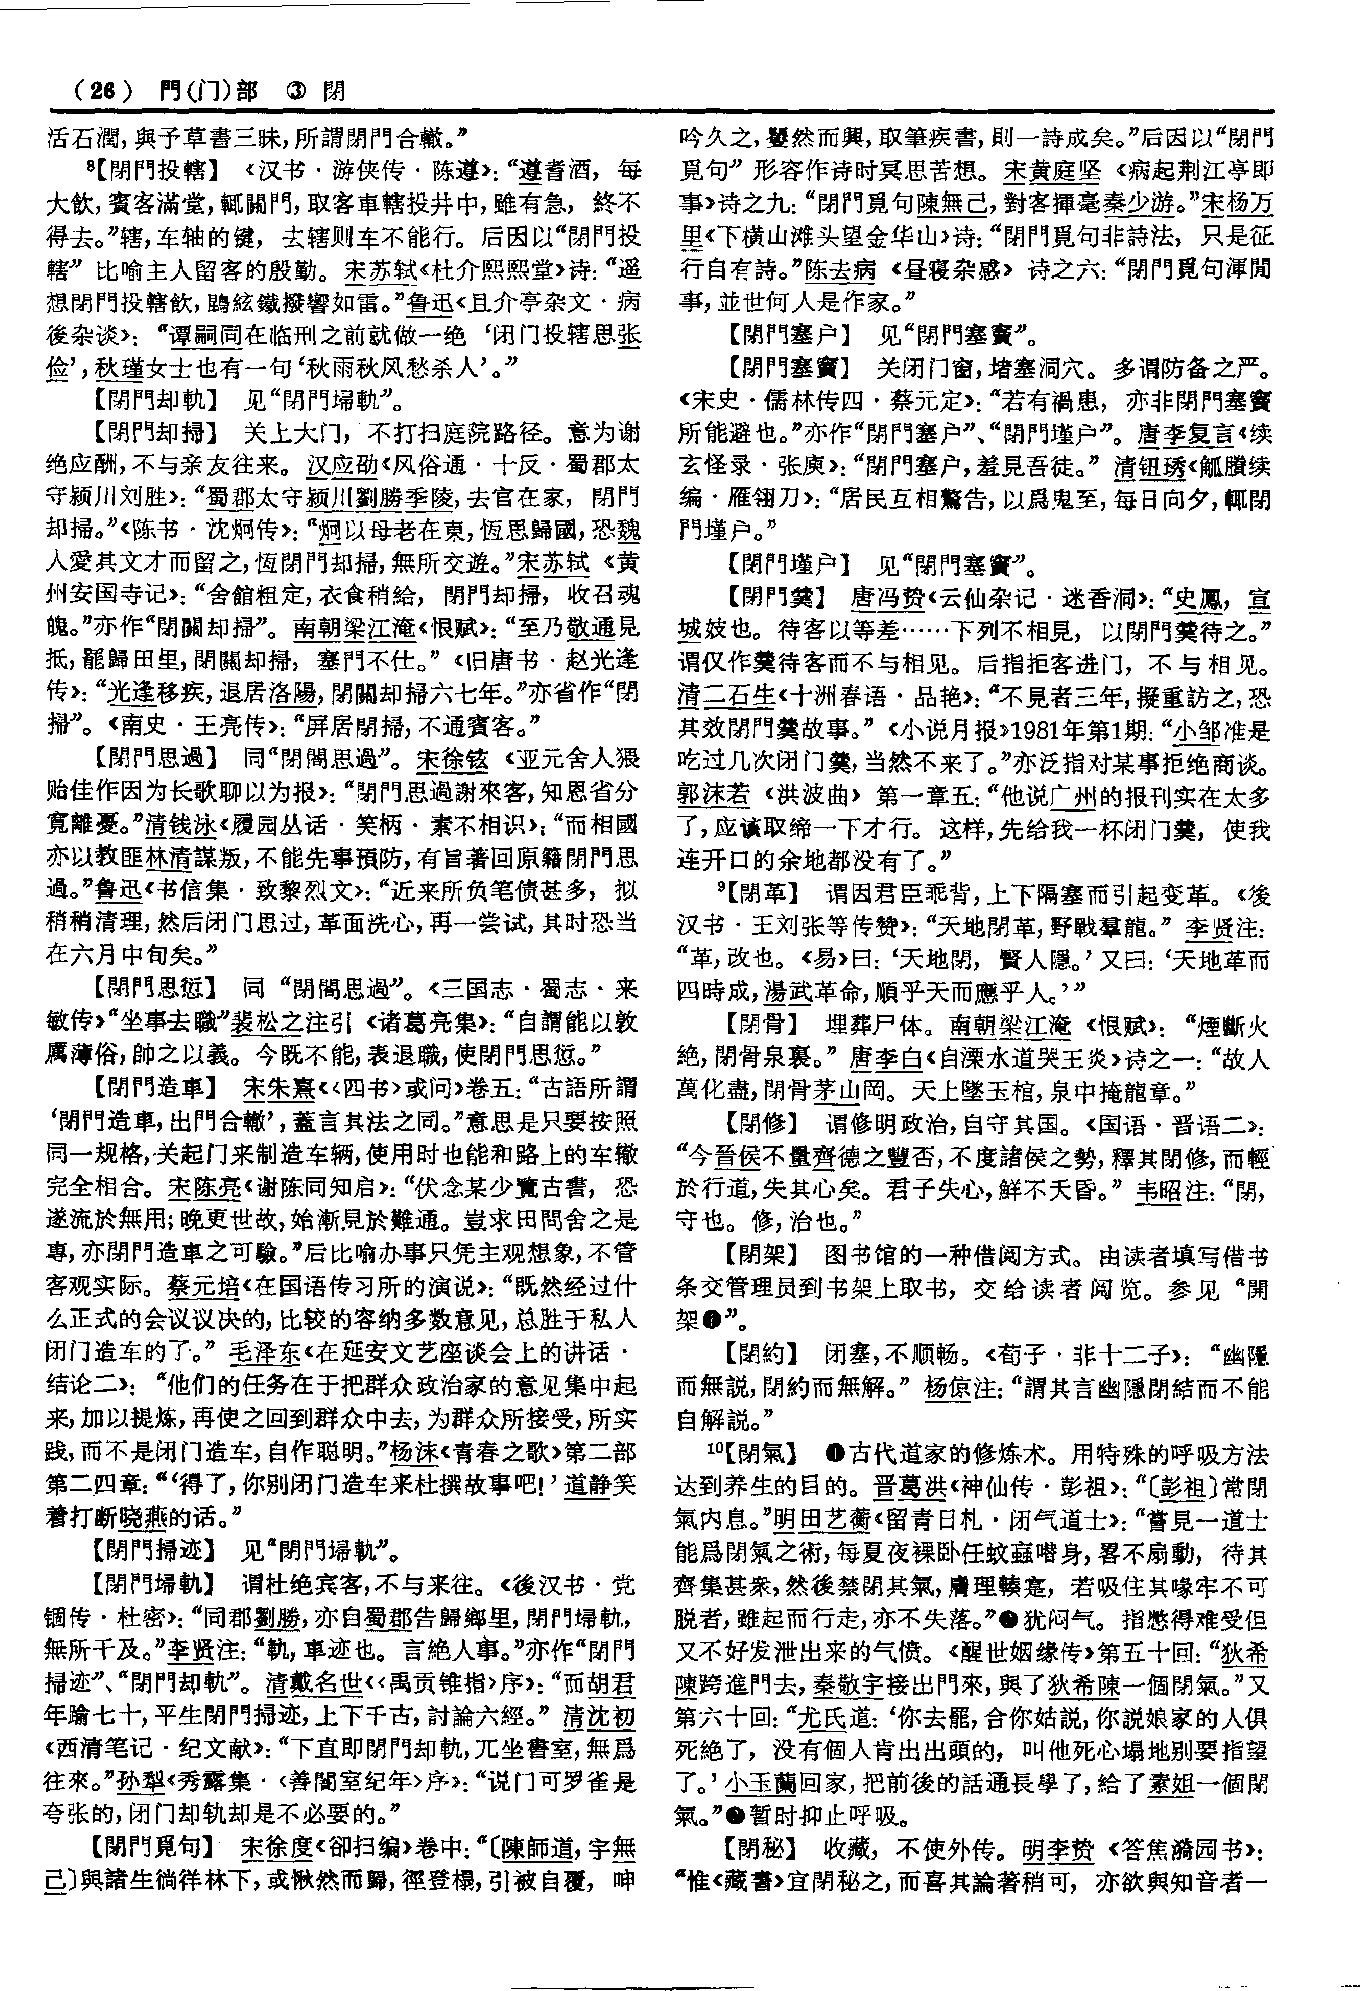 （26） 門(门)部 ③ 閉
活石潤，與予草書三昧，所謂閉門合轍。”
8【閉門投轄】 《汉书·游侠传·陈遵》：“遵耆酒，每
大飲，賓客滿堂，輒關門，取客車轄投井中，雖有急，終不
得去。”辖，车轴的键，去辖则车不能行。后因以“閉門投
轄”比喻主人留客的殷勤。宋苏轼《杜介熙熙堂》诗：“遥
想閉門投轄飲，鵾絃鐵撥響如雷。”鲁迅《且介亭杂文·病
後杂谈》：“谭嗣同在临刑之前就做一绝‘闭门投辖思张
俭’，秋瑾女士也有一句‘秋雨秋风愁杀人’。”
【閉門却軌】 见“閉門埽軌”。
【閉門却掃】 关上大门，不打扫庭院路径。意为谢
绝应酬，不与亲友往来。汉应劭《风俗通·十反·蜀郡太
守颍川刘胜》：“蜀郡太守颍川劉勝季陵，去官在家，閉門
却掃。”《陈书·沈炯传》：“炯以母老在東，恆思歸國，恐魏
人愛其文才而留之，恆閉門却掃，無所交遊。”宋苏轼《黄
州安国寺记》：“舍館粗定，衣食稍給，閉門却掃，收召魂
魄。”亦作“閉關却掃”。南朝梁江淹《恨赋》：“至乃敬通見
抵，罷歸田里，閉關却掃，塞門不仕。”《旧唐书·赵光逢
传》：“光逢移疾，退居洛陽，閉關却掃六七年。”亦省作“閉
掃”。《南史·王亮传》：“屏居閉掃，不通賓客。”
【閉門思過】 同“閉閤思過”。宋徐铉《亚元舍人猥
贻佳作因为长歌聊以为报》：“閉門思過謝來客，知恩省分
寬離憂。”清钱泳《履园丛话·笑柄·素不相识》：“而相國
亦以教匪林清謀叛，不能先事預防，有旨著回原籍閉門思
過。”鲁迅《书信集·致黎烈文》：“近来所负笔债甚多，拟
稍稍清理，然后闭门思过，革面洗心，再一尝试，其时恐当
在六月中旬矣。”
【閉門思愆】 同“閉閤思過”。《三国志·蜀志·来
敏传》“坐事去職”裴松之注引《诸葛亮集》：“自謂能以敦
厲薄俗，帥之以義。今既不能，表退職，使閉門思愆。”
【閉門造車】 宋朱熹《〈四书〉或问》卷五：“古語所謂
‘閉門造車，出門合轍’，蓋言其法之同。”意思是只要按照
同一规格，关起门来制造车辆，使用时也能和路上的车辙
完全相合。宋陈亮《谢陈同知启》：“伏念某少覽古書，恐
遂流於無用；晚更世故，始漸見於難通。豈求田問舍之是
專，亦閉門造車之可驗。”后比喻办事只凭主观想象，不管
客观实际。蔡元培《在国语传习所的演说》：“既然经过什
么正式的会议议决的，比较的容纳多数意见，总胜于私人
闭门造车的了。”毛泽东《在延安文艺座谈会上的讲话·
结论二》：“他们的任务在于把群众政治家的意见集中起
来，加以提炼，再使之回到群众中去，为群众所接受，所实
践，而不是闭门造车，自作聪明。”杨沫《青春之歌》第二部
第二四章：“‘得了，你别闭门造车来杜撰故事吧！’道静笑
着打断晓燕的话。”
【閉門掃迹】 见“閉門埽軌”。
【閉門埽軌】 谓杜绝宾客，不与来往。《後汉书·党
锢传·杜密》：“同郡劉勝，亦自蜀郡告歸鄉里，閉門埽軌，
無所干及。”李贤注：“軌，車迹也。言絶人事。”亦作“閉門
掃迹”、“閉門却軌”。清戴名世《〈禹贡锥指〉序》：“而胡君
年踰七十，平生閉門掃迹，上下千古，討論六經。”清沈初
《西清笔记·纪文献》：“下直即閉門却軌，兀坐書室，無爲
往來。”孙犁《秀露集·〈善闇室纪年〉序》：“说门可罗雀是
夸张的，闭门却轨却是不必要的。”
【閉門覓句】 宋徐度《卻扫编》卷中：“〔陳師道，字無
己〕與諸生徜徉林下，或愀然而歸，徑登榻，引被自覆，呻
吟久之，矍然而興，取筆疾書，則一詩成矣。”后因以“閉門
覓句”形容作诗时冥思苦想。宋黄庭坚《病起荆江亭即
事》诗之九：“閉門覓句陳無己，對客揮毫秦少游。”宋杨万
里《下横山滩头望金华山》诗：“閉門覓句非詩法，只是征
行自有詩。”陈去病《昼寝杂感》诗之六：“閉門覓句渾閒
事，並世何人是作家。”
【閉門塞户】 见“閉門塞竇”。
【閉門塞竇】 关闭门窗，堵塞洞穴。多谓防备之严。
《宋史·儒林传四·蔡元定》：“若有禍患，亦非閉門塞竇
所能避也。”亦作“閉門塞户”、“閉門墐户”。唐李复言《续
玄怪录·张庾》：“閉門塞户，羞見吾徒。”清钮琇《觚賸续
编·雁翎刀》：“居民互相驚告，以爲鬼至，每日向夕，輒閉
門墐户。”
【閉門墐户】 见“閉門塞竇”。
【閉門羹】 唐冯贽《云仙杂记·迷香洞》：“史鳳，宣
城妓也。待客以等差……下列不相見，以閉門羹待之。”
谓仅作羹待客而不与相见。后指拒客进门，不与相见。
清二石生《十洲春语·品艳》：“不見者三年，擬重訪之，恐
其效閉門羹故事。”《小说月报》1981年第1期：“小邹准是
吃过几次闭门羹，当然不来了。”亦泛指对某事拒绝商谈。
郭沫若《洪波曲》第一章五：“他说广州的报刊实在太多
了，应该取缔一下才行。这样，先给我一杯闭门羹，使我
连开口的余地都没有了。”
9【閉革】 谓因君臣乖背，上下隔塞而引起变革。《後
汉书·王刘张等传赞》：“天地閉革，野戰羣龍。”李贤注：
“革，改也。《易》曰：‘天地閉，賢人隱。’又曰：‘天地革而
四時成，湯武革命，順乎天而應乎人。’”
【閉骨】 埋葬尸体。南朝梁江淹《恨赋》：“煙斷火
絶，閉骨泉裏。”唐李白《自溧水道哭王炎》诗之一：“故人
萬化盡，閉骨茅山岡。天上墜玉棺，泉中掩龍章。”
【閉修】 谓修明政治，自守其国。《国语·晋语二》：
“今晉侯不量齊德之豐否，不度諸侯之勢，釋其閉修，而輕
於行道，失其心矣。君子失心，鮮不夭昏。”韦昭注：“閉，
守也。修，治也。”
【閉架】 图书馆的一种借阅方式。由读者填写借书
条交管理员到书架上取书，交给读者阅览。参见“開
架❶”。
【閉約】 闭塞，不顺畅。《荀子·非十二子》：“幽隱
而無説，閉約而無解。”杨倞注：“謂其言幽隱閉結而不能
自解説。”
10【閉氣】 ❶古代道家的修炼术。用特殊的呼吸方法
达到养生的目的。晋葛洪《神仙传·彭祖》：“〔彭祖〕常閉
氣内息。”明田艺蘅《留青日札·闭气道士》：“嘗見一道士
能爲閉氣之術，每夏夜裸卧任蚊蝱噆身，畧不扇動，待其
齊集甚衆，然後禁閉其氣，膚理輳寔，若吸住其喙牢不可
脱者，雖起而行走，亦不失落。”❷犹闷气。指憋得难受但
又不好发泄出来的气愤。《醒世姻缘传》第五十回：“狄希
陳跨進門去，秦敬宇接出門來，與了狄希陳一個閉氣。”又
第六十回：“尤氏道：‘你去罷，合你姑説，你説娘家的人俱
死絶了，没有個人肯出出頭的，叫他死心塌地别要指望
了。’小玉蘭回家，把前後的話通長學了，給了素姐一個閉
氣。”❸暂时抑止呼吸。
【閉秘】 收藏，不使外传。明李贽《答焦漪园书》：
“惟《藏書》宜閉秘之，而喜其論著稍可，亦欲與知音者一